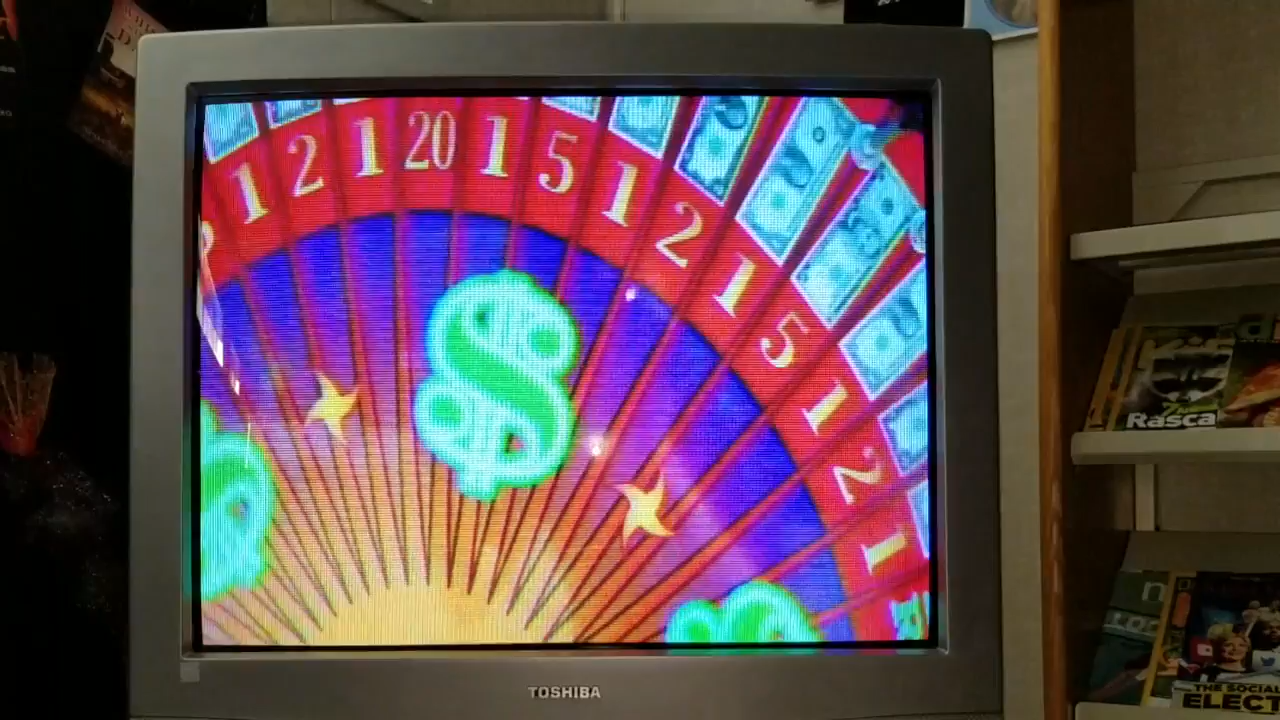 1 2 1 20 1 5 1 2 1 5 1 2 1
TOSHIBA
Rasca
THE SOCIAL
ELECT